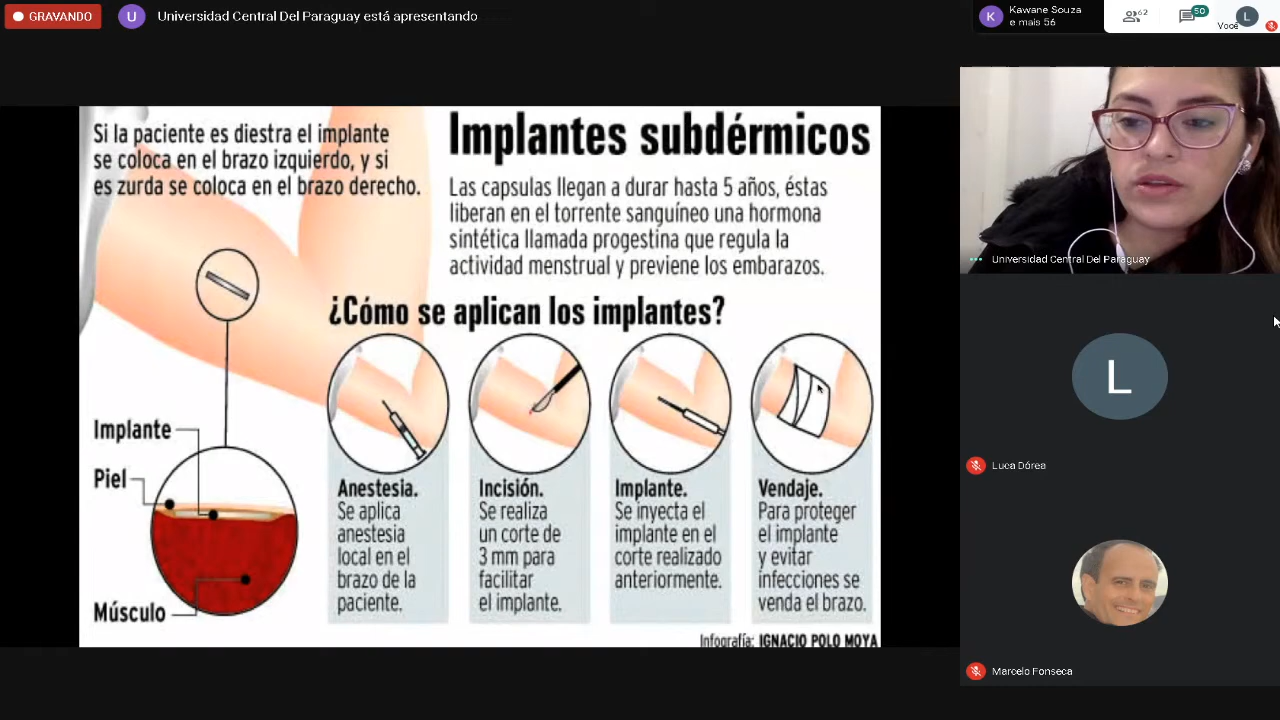 GRAVANDO
U
Universidad Central Del Paraguay está apresentando
K
Kawane Souza
e mais 56
62
50
L
Você
Si la paciente es diestra el implante
se coloca en el brazo izquierdo, y si
es zurda se coloca en el brazo derecho.
Implantes subdérmicos
Las capsulas llegan a durar hasta 5 años, éstas
liberan en el torrente sanguíneo una hormona
sintética llamada progestina que regula la
actividad menstrual y previene los embarazos.
¿Cómo se aplican los implantes?
Implante
Piel
Músculo
Anestesia.
Se aplica
anestesia
local en el
brazo de la
paciente.
Incisión.
Se realiza
un corte de
3 mm para
facilitar
el implante.
Implante.
Se inyecta el
implante en el
corte realizado
anteriormente.
Vendaje.
Para proteger
el implante
y evitar
infecciones se
venda el brazo.
Infografía: IGNACIO POLO MOYA
Universidad Central Del Paraguay
L
Luca Dórea
Marcelo Fonseca